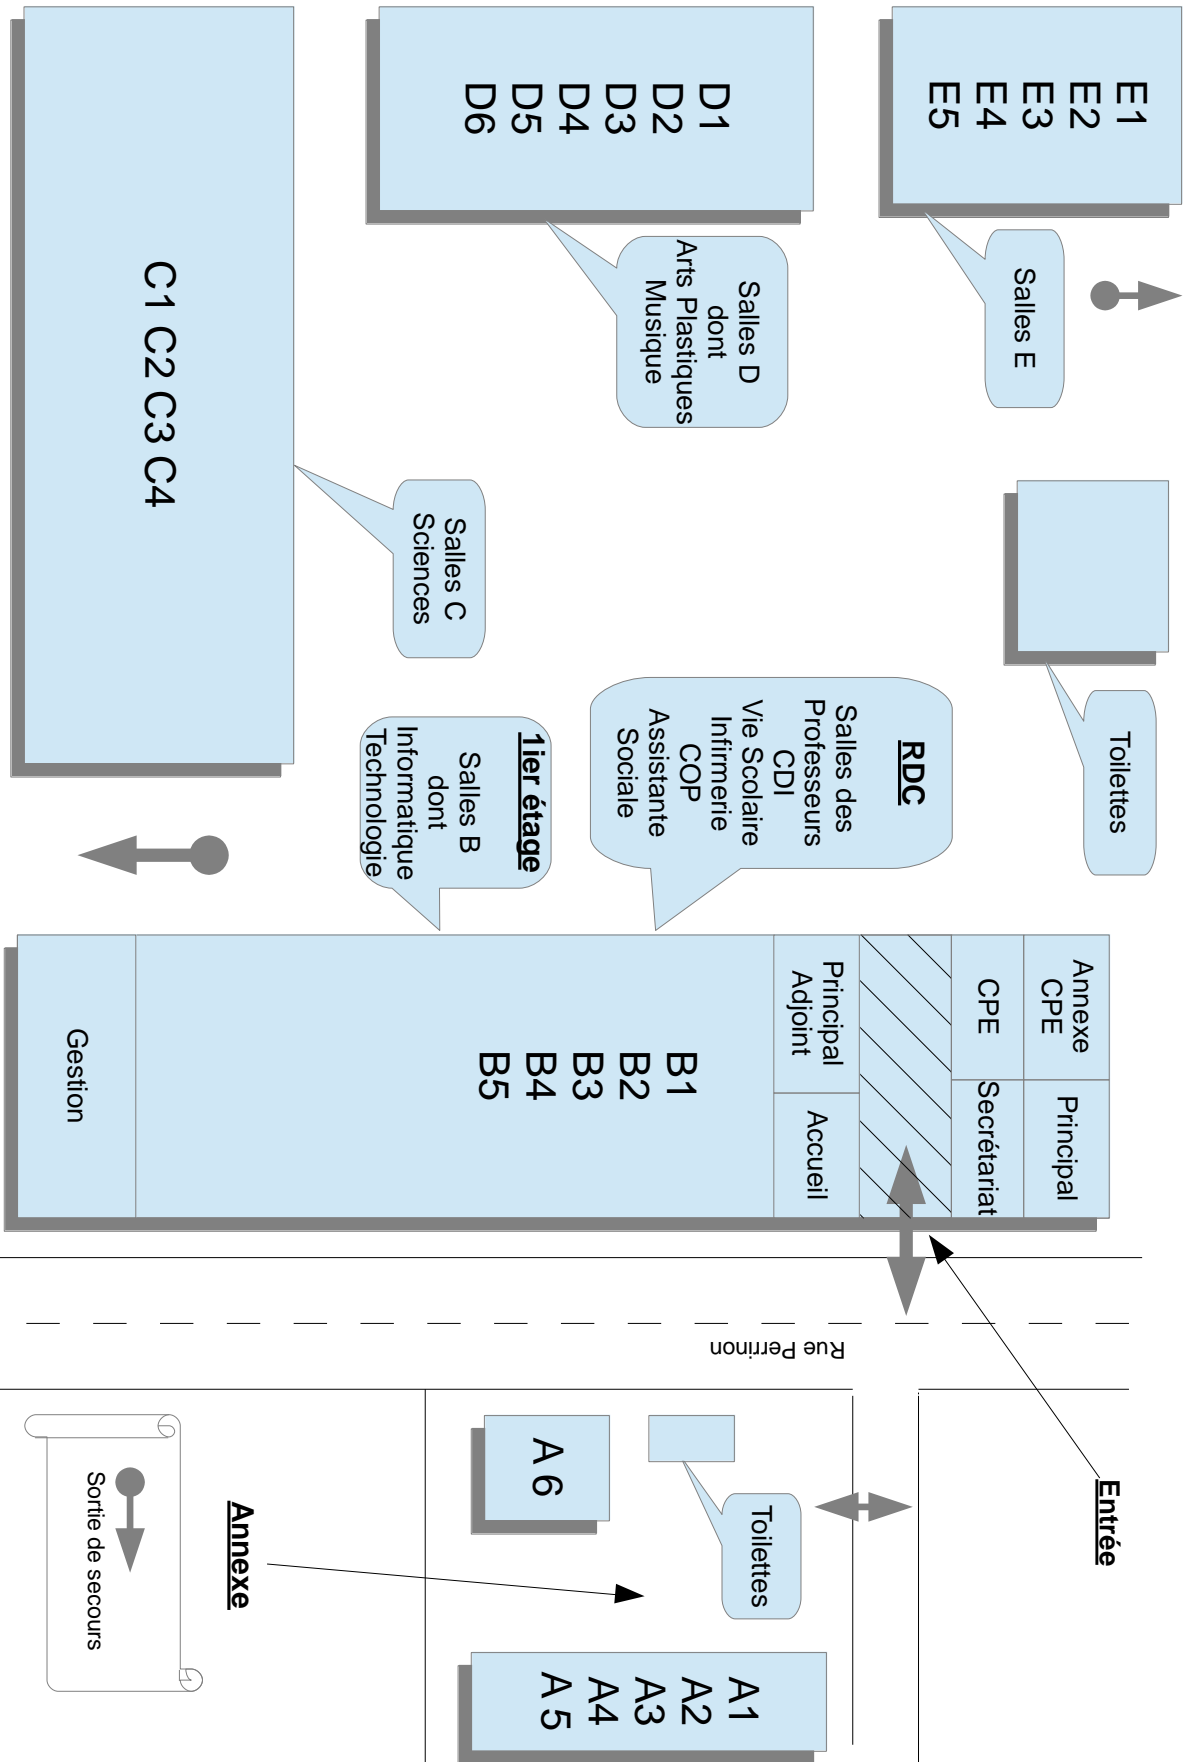 E1
E2
E3
E4
E5
Salles E
Toilettes
D1
D2
D3
D4
D5
D6
Salles D
dont
Arts Plastiques
Musique
C1 C2 C3 C4
Salles C
Sciences
RDC
Salles des
Professeurs
CDI
Vie Scolaire
Infirmerie
COP
Assistante
Sociale
1ier étage
Salles B
dont
Informatique
Technologie
Annexe
CPE
Principal
CPE
Secrétariat
Principal
Adjoint
Accueil
B1
B2
B3
B4
B5
Gestion
Rue Perrinon
Entrée
Toilettes
A 6
A1
A2
A3
A4
A 5
Annexe
Sortie de secours